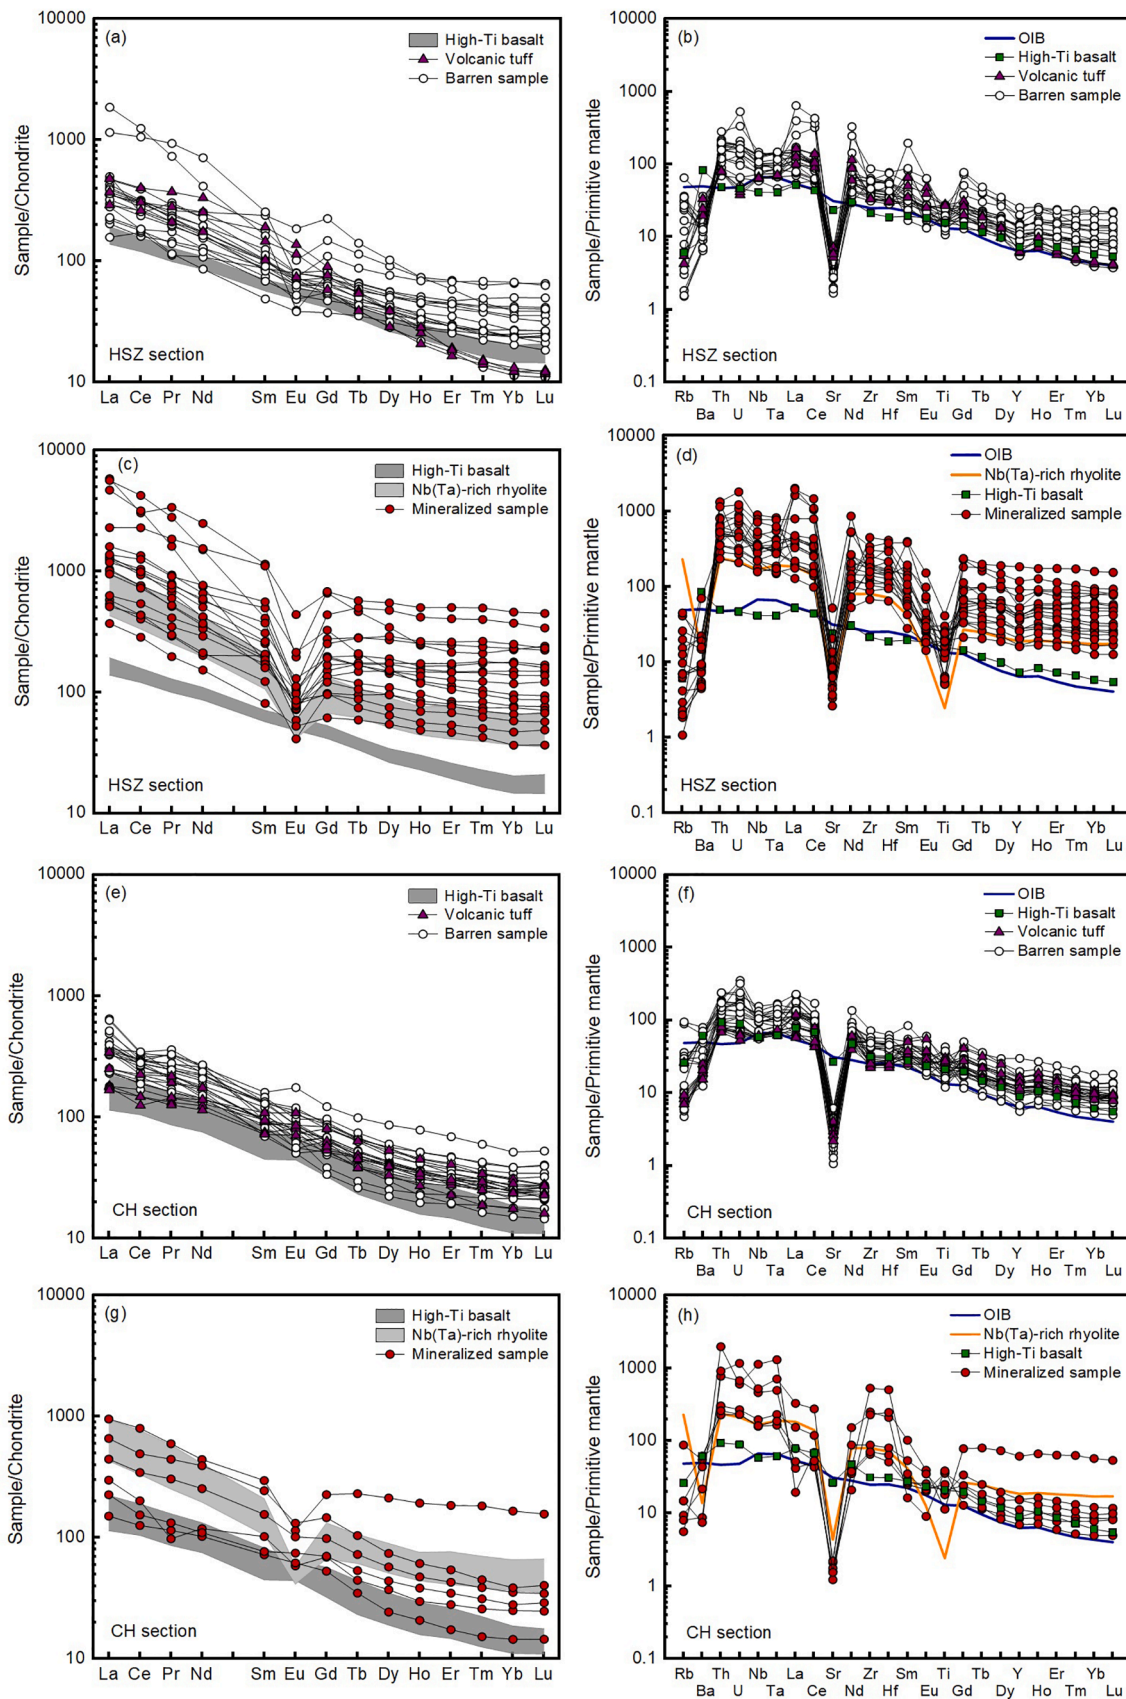 (a)
High-Ti basalt
Volcanic tuff
Barren sample
Sample/Chondrite
10000
1000
100
10
HSZ section
La Ce Pr Nd Sm Eu Gd Tb Dy Ho Er Tm Yb Lu
(b)
OIB
High-Ti basalt
Volcanic tuff
Barren sample
Sample/Primitive mantle
10000
1000
100
10
1
0.1
HSZ section
Rb Th Nb La Sr Zr Sm Ti Tb Y Er Yb
Ba U Ta Ce Nd Hf Eu Gd Dy Ho Tm Lu
(c)
High-Ti basalt
Nb(Ta)-rich rhyolite
Mineralized sample
Sample/Chondrite
10000
1000
100
10
HSZ section
La Ce Pr Nd Sm Eu Gd Tb Dy Ho Er Tm Yb Lu
(d)
OIB
Nb(Ta)-rich rhyolite
High-Ti basalt
Mineralized sample
Sample/Primitive mantle
10000
1000
100
10
1
0.1
HSZ section
Rb Th Nb La Sr Zr Sm Ti Tb Y Er Yb
Ba U Ta Ce Nd Hf Eu Gd Dy Ho Tm Lu
(e)
High-Ti basalt
Volcanic tuff
Barren sample
Sample/Chondrite
10000
1000
100
10
CH section
La Ce Pr Nd Sm Eu Gd Tb Dy Ho Er Tm Yb Lu
(f)
OIB
High-Ti basalt
Volcanic tuff
Barren sample
Sample/Primitive mantle
10000
1000
100
10
1
0.1
CH section
Rb Th Nb La Sr Zr Sm Ti Tb Y Er Yb
Ba U Ta Ce Nd Hf Eu Gd Dy Ho Tm Lu
(g)
High-Ti basalt
Nb(Ta)-rich rhyolite
Mineralized sample
Sample/Chondrite
10000
1000
100
10
CH section
La Ce Pr Nd Sm Eu Gd Tb Dy Ho Er Tm Yb Lu
(h)
OIB
Nb(Ta)-rich rhyolite
High-Ti basalt
Mineralized sample
Sample/Primitive mantle
10000
1000
100
10
1
0.1
CH section
Rb Th Nb La Sr Zr Sm Ti Tb Y Er Yb
Ba U Ta Ce Nd Hf Eu Gd Dy Ho Tm Lu